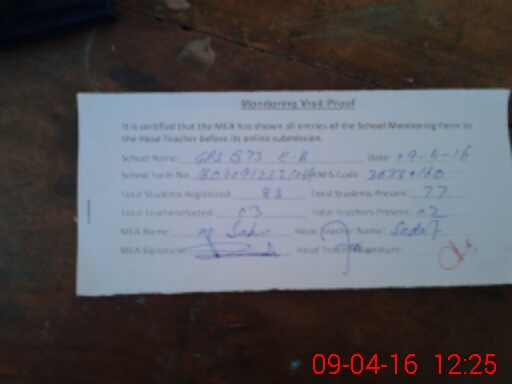 Monitoring Visit Proof
It is certified that the MEA has shown all entries of the School Monitoring Form to
the Head Teacher before its online submission.
School Name: GPS 573 E.B Date: 09-4-16
School Form No. EMIS Code:
Total Students Registered: 83 Total Students Present: 77
Total Teachers Posted: 03 Total Teachers Present: 02
MEA Name: M. Head Teacher Name: Sadaf
MEA Signature: Head Teacher Signature:
09-04-16 12:25